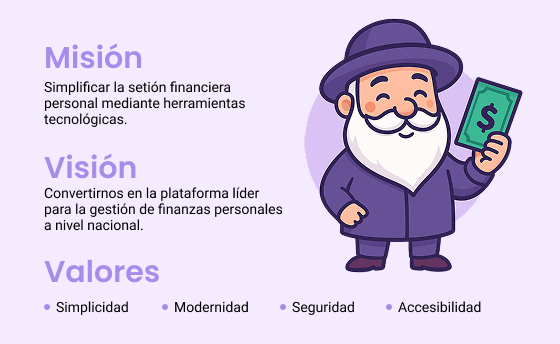 Misión
Simplificar la setión financiera
personal mediante herramientas
tecnológicas.
Visión
Convertirnos en la plataforma líder
para la gestión de finanzas personales
a nivel nacional.
Valores
Simplicidad
Modernidad
Seguridad
Accesibilidad
$